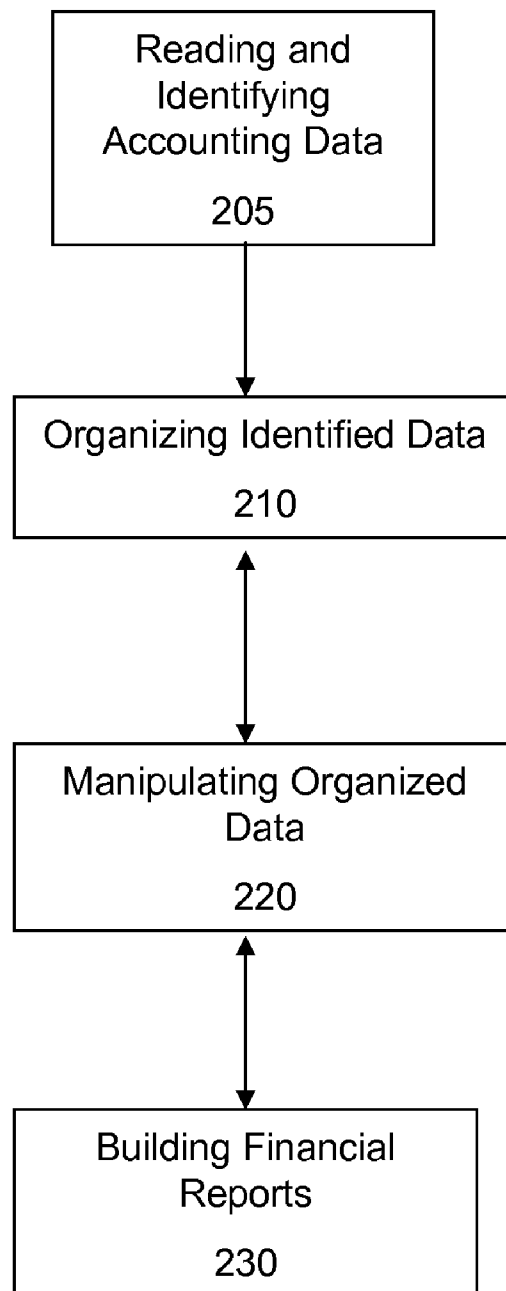 Reading and
Identifying
Accounting Data
205
Organizing Identified Data
210
Manipulating Organized
Data
220
Building Financial
Reports
230